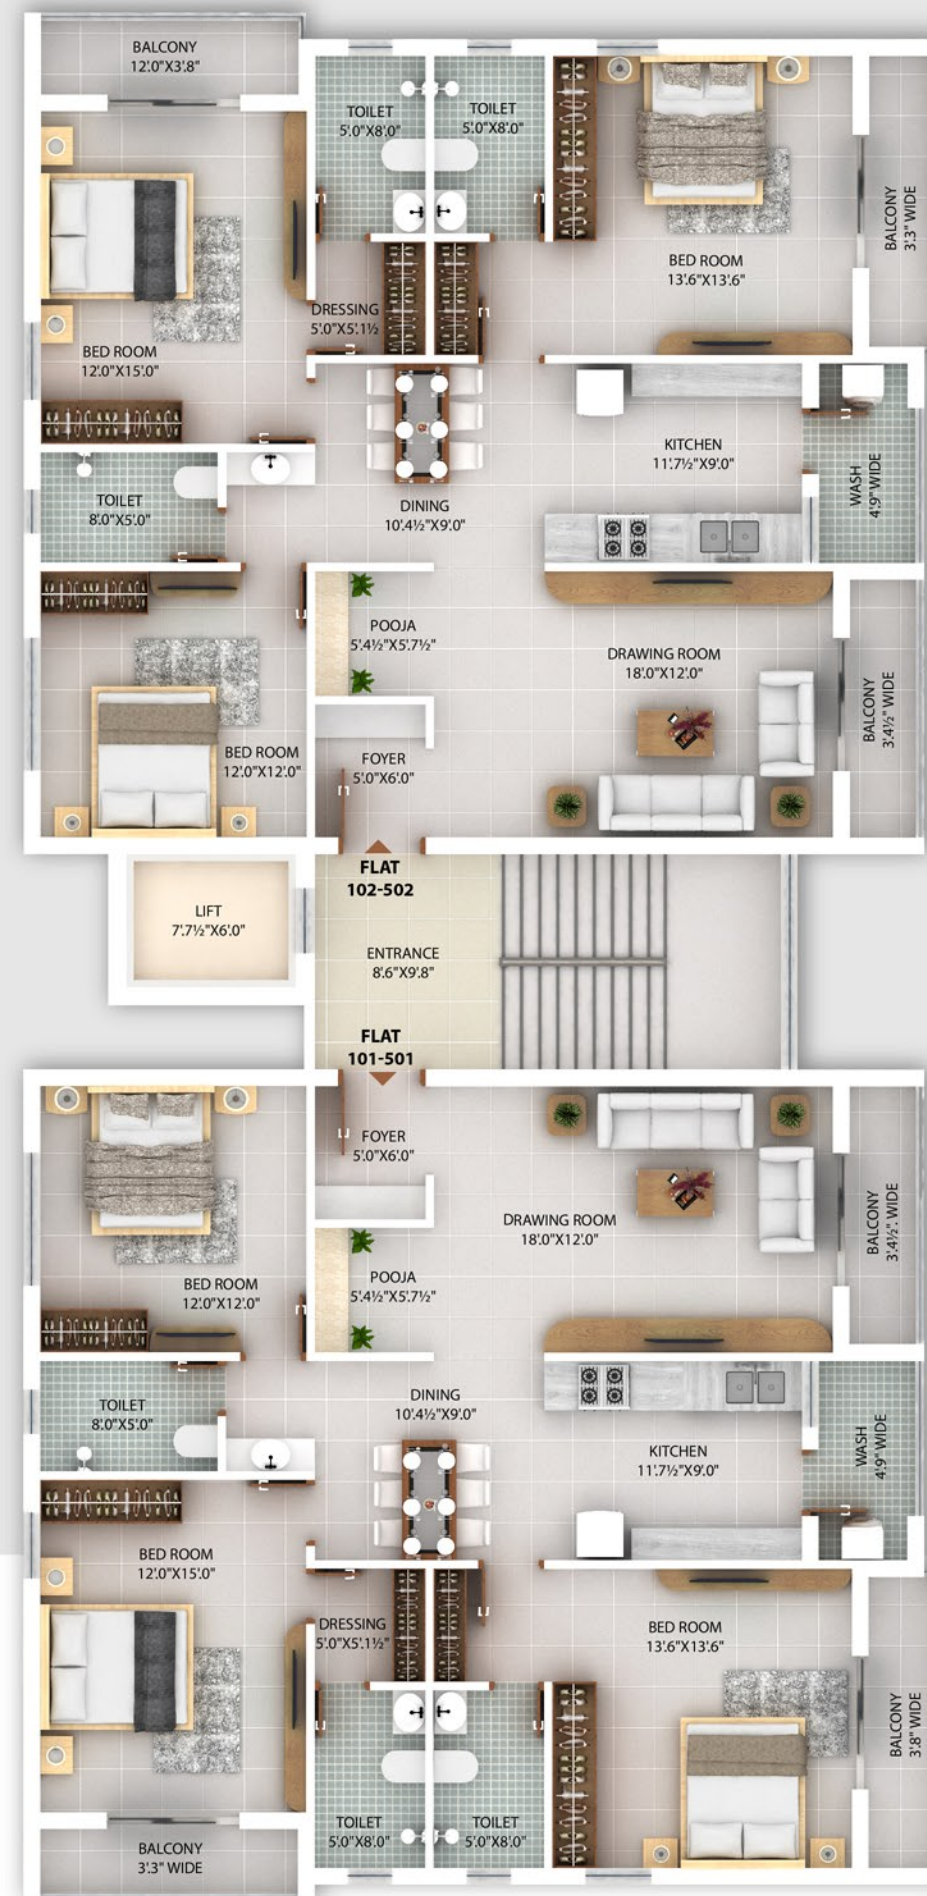 BALCONY
12'.0"X3'.8"
TOILET
5'.0"X8'.0"
TOILET
5'.0"X8'.0"
BALCONY
3'.3" WIDE
BED ROOM
13'.6"X13'.6"
DRESSING
5'.0"X5'.1½
BED ROOM
12'.0"X15'.0"
KITCHEN
11'.7½"X9'.0"
WASH
4'.9" WIDE
TOILET
8'.0"X5'.0"
DINING
10'.4½"X9'.0"
POOJA
5'.4½"X5'.7½"
DRAWING ROOM
18'.0"X12'.0"
BALCONY
3'.4½" WIDE
BED ROOM
12'.0"X12'.0"
FOYER
5'.0"X6'.0"
FLAT
102-502
LIFT
7'.7½"X6'.0"
ENTRANCE
8'.6"X9'.8"
FLAT
101-501
FOYER
5'.0"X6'.0"
DRAWING ROOM
18'.0"X12'.0"
BALCONY
3'.4½". WIDE
BED ROOM
12'.0"X12'.0"
POOJA
5'.4½"X5'.7½"
TOILET
8'.0"X5'.0"
DINING
10'.4½"X9'.0"
KITCHEN
11'.7½"X9'.0"
WASH
4'.9" WIDE
BED ROOM
12'.0"X15'.0"
DRESSING
5'.0"X5'.1½"
BED ROOM
13'.6"X13'.6"
BALCONY
3'.8" WIDE
TOILET
5'.0"X8'.0"
TOILET
5'.0"X8'.0"
BALCONY
3'.3" WIDE